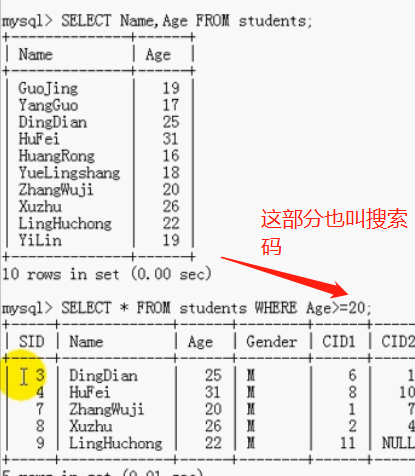 mysql> SELECT Name,Age FROM students;
+-------------+------+
| Name | Age |
+-------------+------+
| GuoJing | 19 |
| YangGuo | 17 |
| DingDian | 25 |
| HuFei | 31 |
| HuangRong | 16 |
| YueLingshang | 18 |
| ZhangWuji | 20 |
| Xuzhu | 26 |
| LingHuchong | 22 |
| YiLin | 19 |
+-------------+------+
10 rows in set (0.00 sec)
这部分也叫搜索
码
mysql> SELECT * FROM students WHERE Age>=20;
| SID | Name | Age | Gender | CID1 | CID2
| 3 | DingDian | 25 | M | 6 | 1
| 4 | HuFei | 31 | M | 8 | 10
| 7 | ZhangWuji | 20 | M | 1 | 7
| 8 | Xuzhu | 26 | M | 2 | 4
| 9 | LingHuchong | 22 | M | 11 | NULL
5 rows in set (0.01 sec)